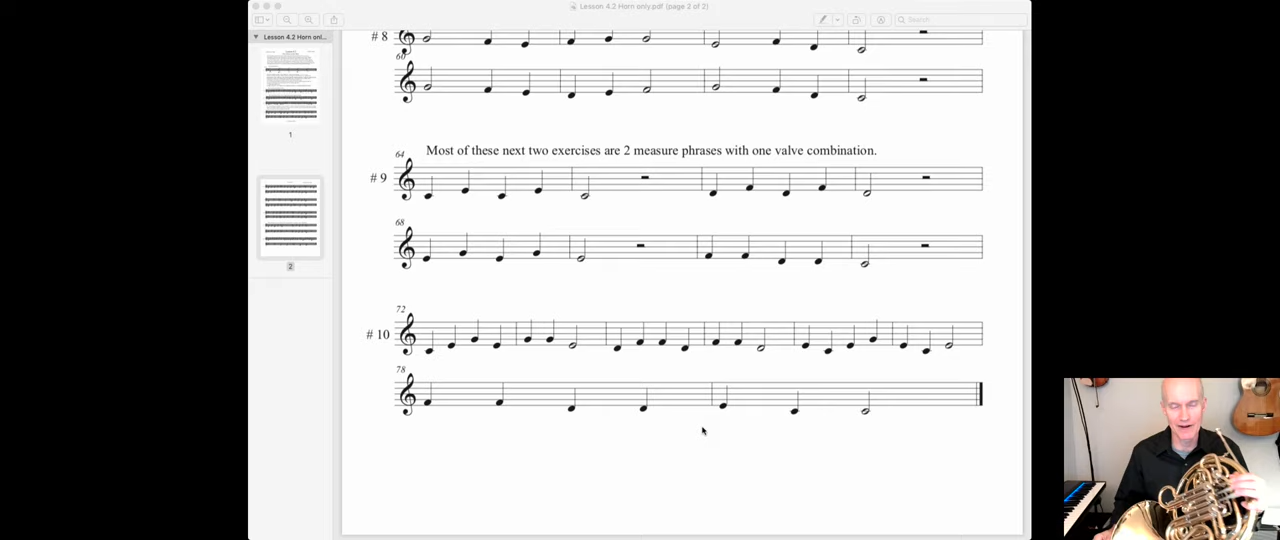 Lesson 4.2 Horn only.pdf (page 2 of 2)
Search
Lesson 4.2 Horn onl...
1
2
# 8
60
Most of these next two exercises are 2 measure phrases with one valve combination.
64
# 9
68
72
# 10
78